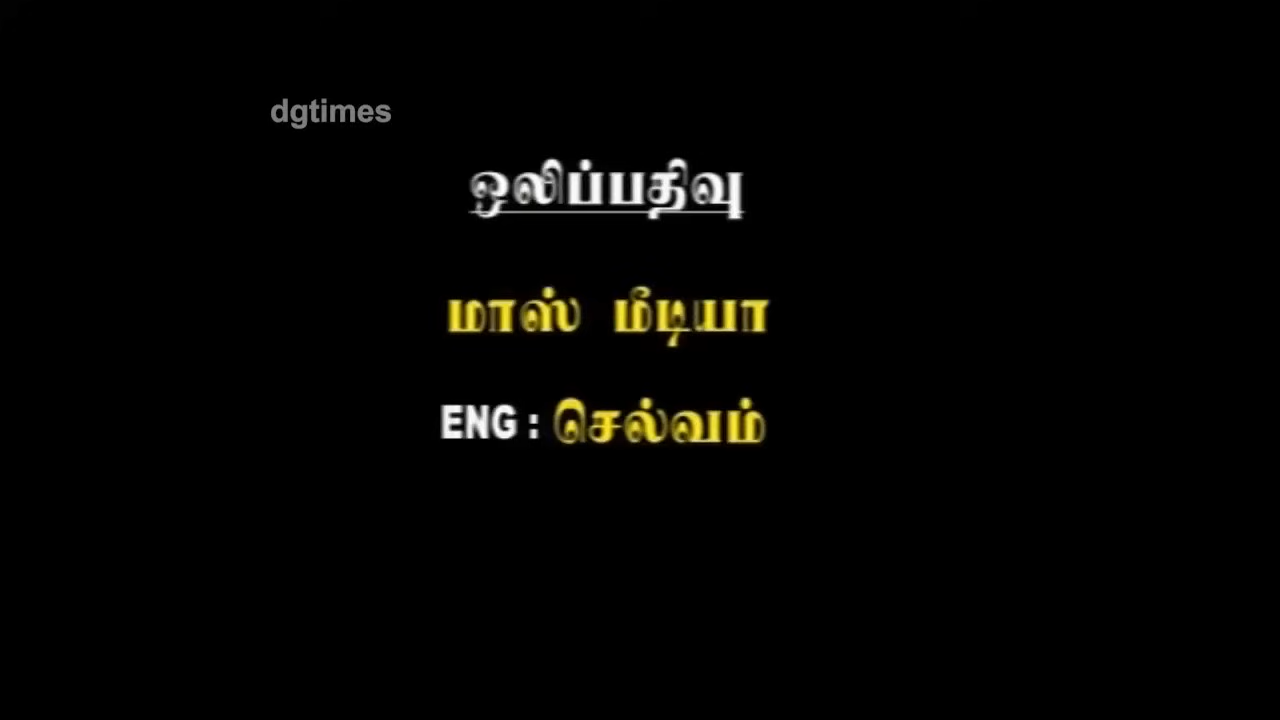 dgtimes
ஒலிப்பதிவு
மாஸ் மீடியா
ENG : செல்வம்